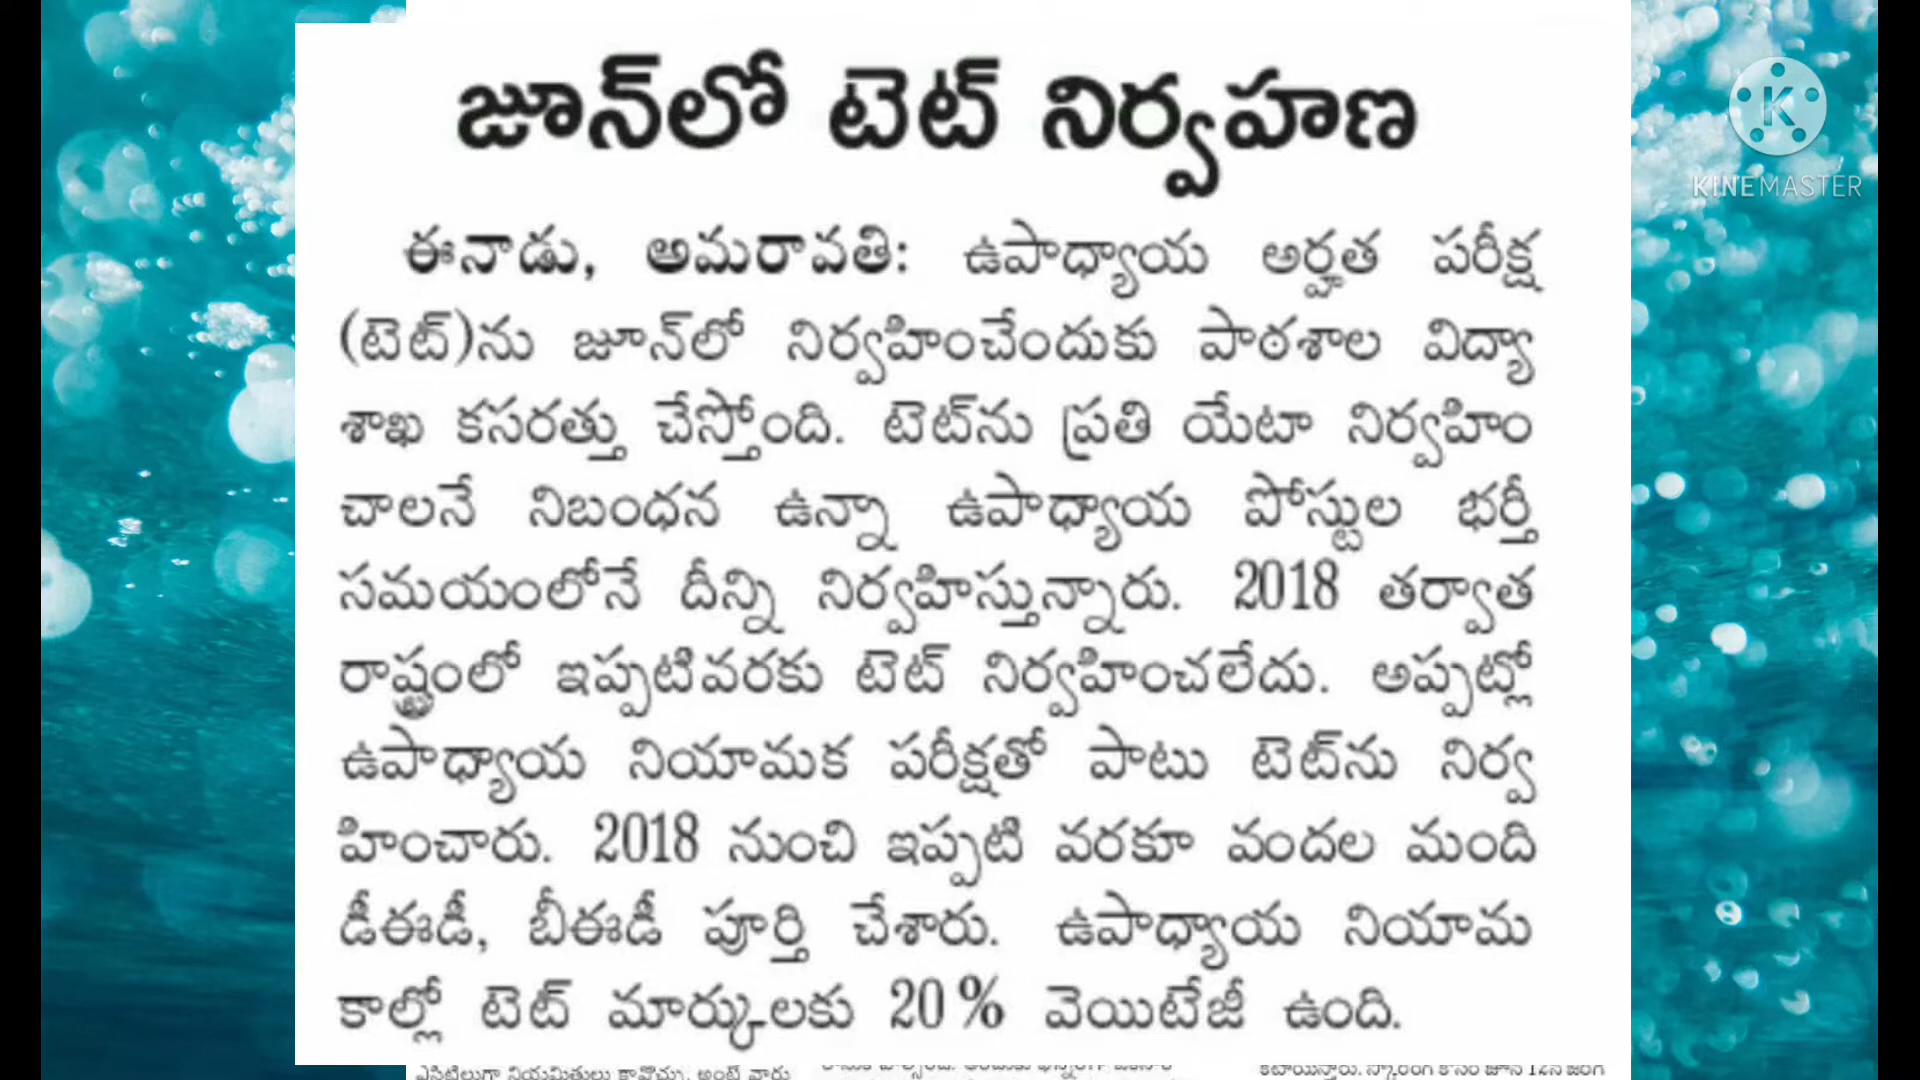 జూన్‌లో టెట్ నిర్వహణ
KINEMASTER
ఈనాడు, అమరావతి: ఉపాధ్యాయ అర్హత పరీక్ష
(టెట్)ను జూన్‌లో నిర్వహించేందుకు పాఠశాల విద్యా
శాఖ కసరత్తు చేస్తోంది. టెట్‌ను ప్రతి యేటా నిర్వహిం
చాలనే నిబంధన ఉన్నా ఉపాధ్యాయ పోస్టుల భర్తీ
సమయంలోనే దీన్ని నిర్వహిస్తున్నారు. 2018 తర్వాత
రాష్ట్రంలో ఇప్పటివరకు టెట్ నిర్వహించలేదు. అప్పట్లో
ఉపాధ్యాయ నియామక పరీక్షతో పాటు టెట్‌ను నిర్వ
హించారు. 2018 నుంచి ఇప్పటి వరకూ వందల మంది
డీఈడీ, బీఈడీ పూర్తి చేశారు. ఉపాధ్యాయ నియామ
కాల్లో టెట్ మార్కులకు 20% వెయిటేజీ ఉంది.